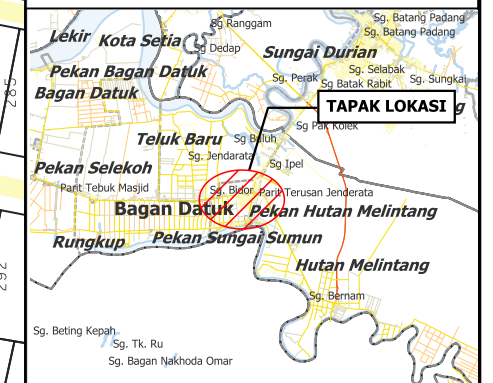 Sg Ranggam
Sg. Batang Padang
Sg. Batang Padang
Lekir
Kota Setia
Sg Dedap
Sungai Durian
Sg. Selabak
Pekan Bagan Datuk
Sg. Perak
Sg Batak Rabit
Sg. Sungkai
285
Bagan Datuk
TAPAK LOKASI
g
Sg Pak Kolek
Teluk Baru
Sg Buluh
Sg. Jendarata
Sg Ipel
Pekan Selekoh
Parit Tebuk Masjid
Sg. Bidor
Parit Terusan Jenderata
Bagan Datuk
Pekan Hutan Melintang
Rungkup
Pekan Sungai Sumun
292
Hutan Melintang
Sg. Bernam
Sg. Beting Kepah
Sg. Tk. Ru
Sg. Bagan Nakhoda Omar